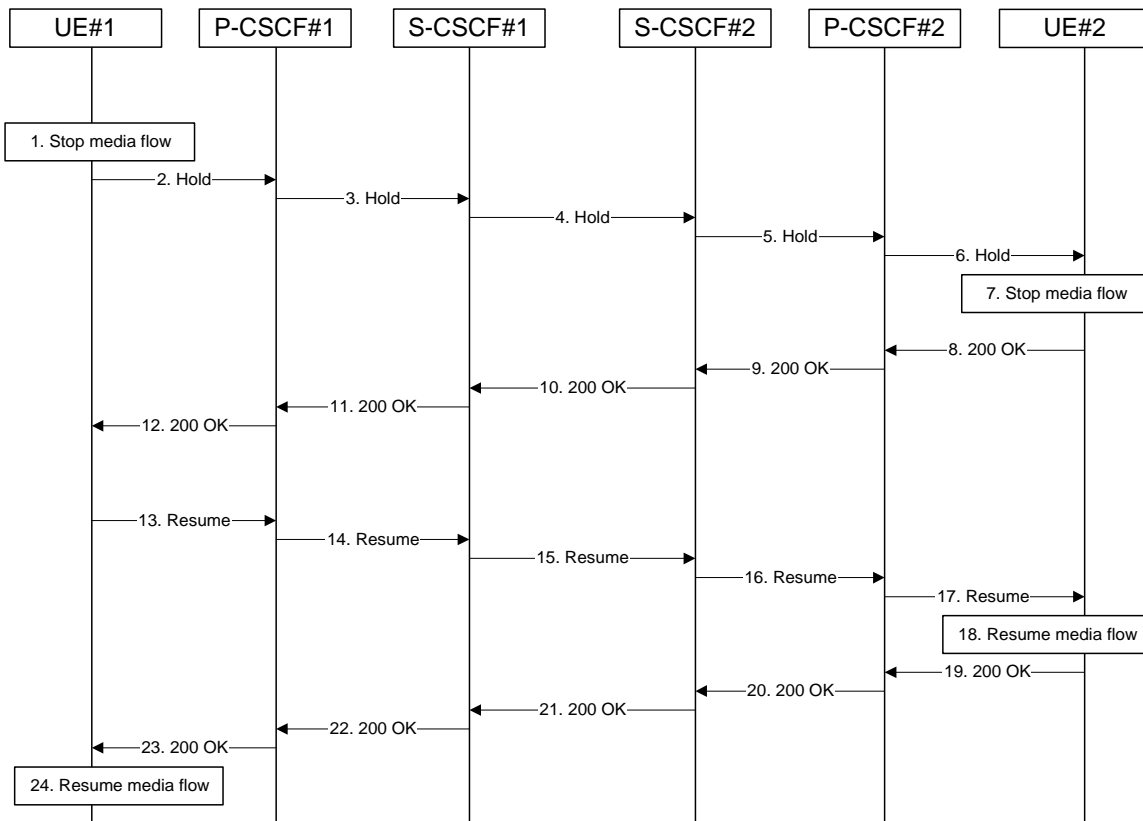 UE#1
P-CSCF#1
S-CSCF#1
S-CSCF#2
P-CSCF#2
UE#2
1. Stop media flow
2. Hold
3. Hold
4. Hold
5. Hold
6. Hold
7. Stop media flow
8. 200 OK
9. 200 OK
10. 200 OK
11. 200 OK
12. 200 OK
13. Resume
14. Resume
15. Resume
16. Resume
17. Resume
18. Resume media flow
19. 200 OK
20. 200 OK
21. 200 OK
22. 200 OK
23. 200 OK
24. Resume media flow